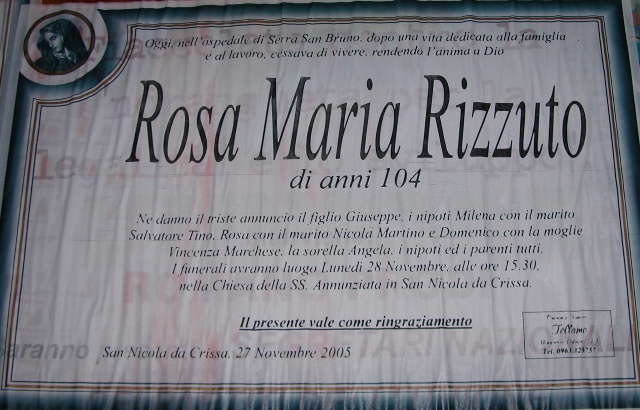 Oggi, nell'ospedale di Serra San Bruno, dopo una vita dedicata alla famiglia
e al lavoro, cessava di vivere, rendendo l'anima a Dio
Rosa Maria Rizzuto
di anni 104
Ne danno il triste annuncio il figlio Giuseppe, i nipoti Milena con il marito
Salvatore Tino, Rosa con il marito Nicola Martino e Domenico con la moglie
Vincenza Marchese, la sorella Angela, i nipoti ed i parenti tutti.
I funerali avranno luogo Lunedì 28 Novembre, alle ore 15.30,
nella Chiesa della SS. Annunziata in San Nicola da Crissa.
Il presente vale come ringraziamento
San Nicola da Crissa, 27 Novembre 2005
Saranno